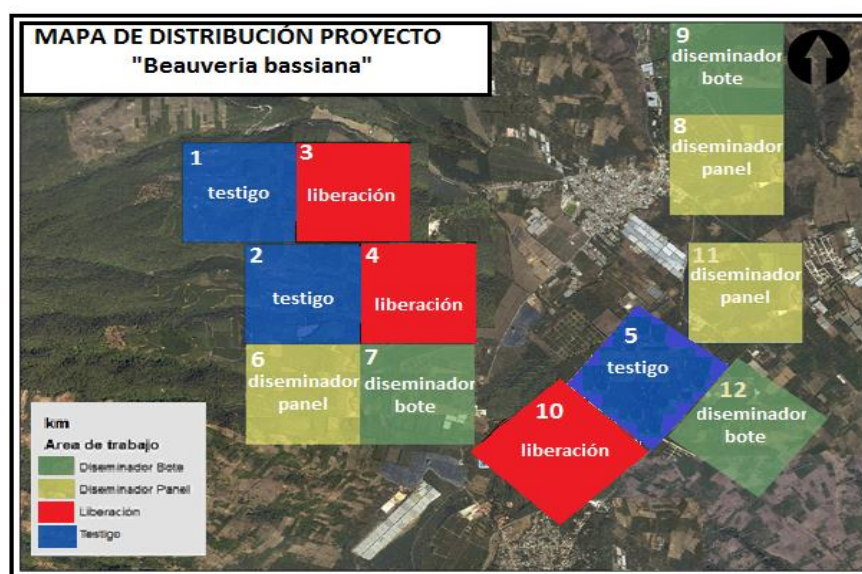 MAPA DE DISTRIBUCIÓN PROYECTO
"Beauveria bassiana"
9
diseminador
bote
8
diseminador
panel
1
testigo
3
liberación
2
testigo
4
liberación
11
diseminador
panel
5
testigo
6
diseminador
panel
7
diseminador
bote
12
diseminador
bote
10
liberación
km
Area de trabajo
Diseminador Bote
Diseminador Panel
Liberación
Testigo